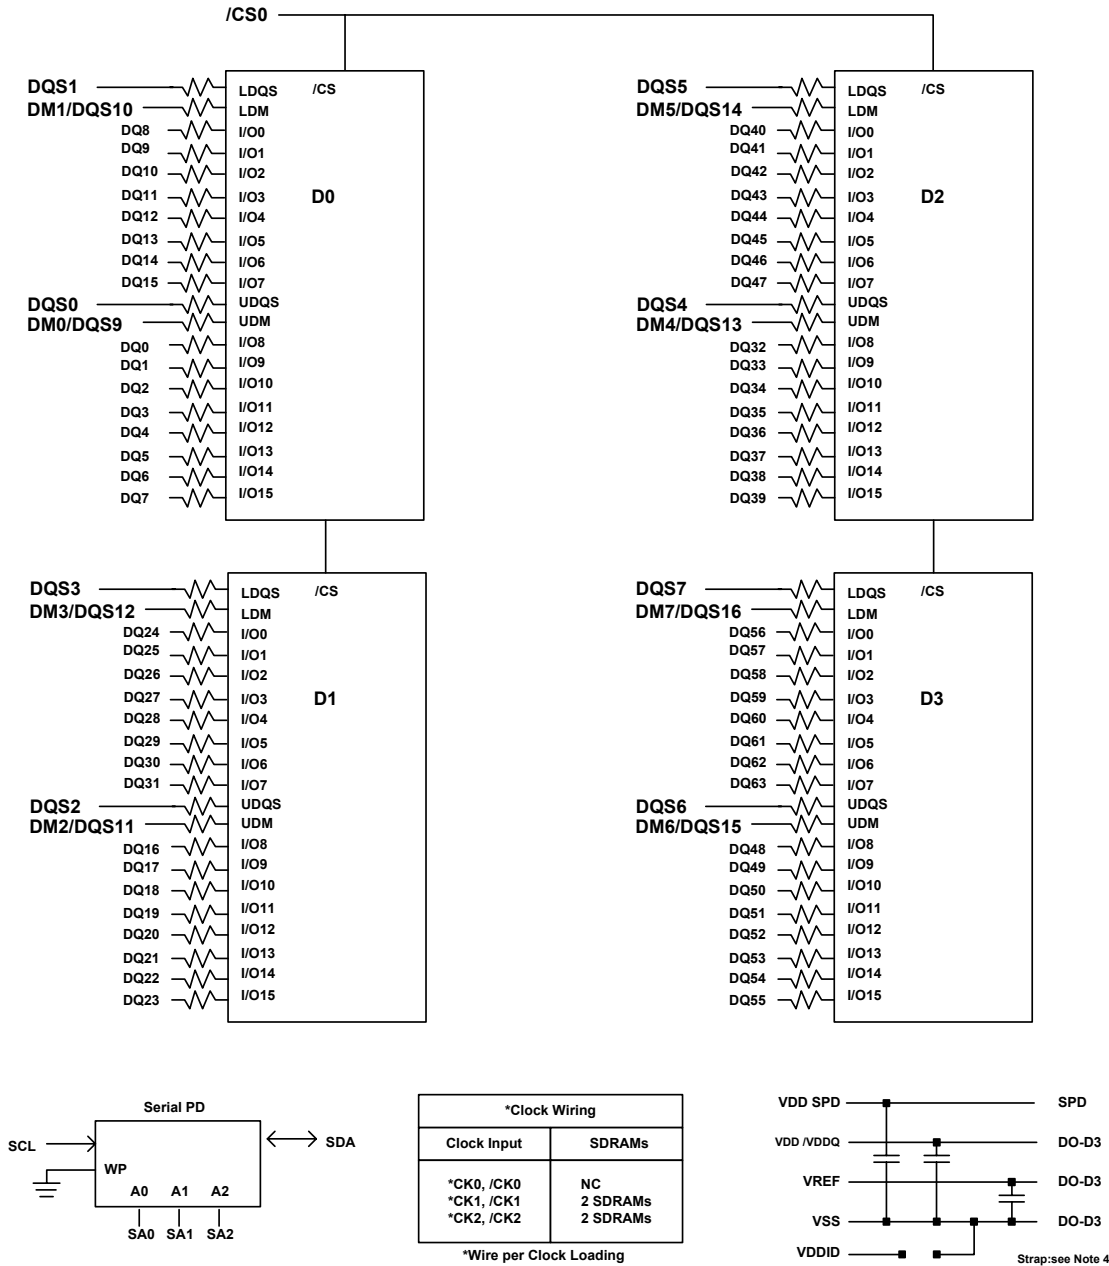 /CS0
DQS1
LDQS
/CS
DM1/DQS10
LDM
DQ8
I/O0
DQ9
I/O1
DQ10
I/O2
DQ11
I/O3
D0
DQ12
I/O4
DQ13
I/O5
DQ14
I/O6
DQ15
I/O7
DQS0
UDQS
DM0/DQS9
UDM
DQ0
I/O8
DQ1
I/O9
DQ2
I/O10
DQ3
I/O11
DQ4
I/O12
DQ5
I/O13
DQ6
I/O14
DQ7
I/O15
DQS5
LDQS
/CS
DM5/DQS14
LDM
DQ40
I/O0
DQ41
I/O1
DQ42
I/O2
DQ43
I/O3
D2
DQ44
I/O4
DQ45
I/O5
DQ46
I/O6
DQ47
I/O7
DQS4
UDQS
DM4/DQS13
UDM
DQ32
I/O8
DQ33
I/O9
DQ34
I/O10
DQ35
I/O11
DQ36
I/O12
DQ37
I/O13
DQ38
I/O14
DQ39
I/O15
DQS3
LDQS
/CS
DM3/DQS12
LDM
DQ24
I/O0
DQ25
I/O1
DQ26
I/O2
DQ27
I/O3
D1
DQ28
I/O4
DQ29
I/O5
DQ30
I/O6
DQ31
I/O7
DQS2
UDQS
DM2/DQS11
UDM
DQ16
I/O8
DQ17
I/O9
DQ18
I/O10
DQ19
I/O11
DQ20
I/O12
DQ21
I/O13
DQ22
I/O14
DQ23
I/O15
DQS7
LDQS
/CS
DM7/DQS16
LDM
DQ56
I/O0
DQ57
I/O1
DQ58
I/O2
DQ59
I/O3
D3
DQ60
I/O4
DQ61
I/O5
DQ62
I/O6
DQ63
I/O7
DQS6
UDQS
DM6/DQS15
UDM
DQ48
I/O8
DQ49
I/O9
DQ50
I/O10
DQ51
I/O11
DQ52
I/O12
DQ53
I/O13
DQ54
I/O14
DQ55
I/O15
Serial PD
SCL
SDA
WP
A0 A1 A2
SA0 SA1 SA2
*Clock Wiring
Clock Input SDRAMs
*CK0, /CK0 NC
*CK1, /CK1 2 SDRAMs
*CK2, /CK2 2 SDRAMs
*Wire per Clock Loading
VDD SPD SPD
VDD /VDDQ DO-D3
VREF DO-D3
VSS DO-D3
VDDID
Strap:see Note 4